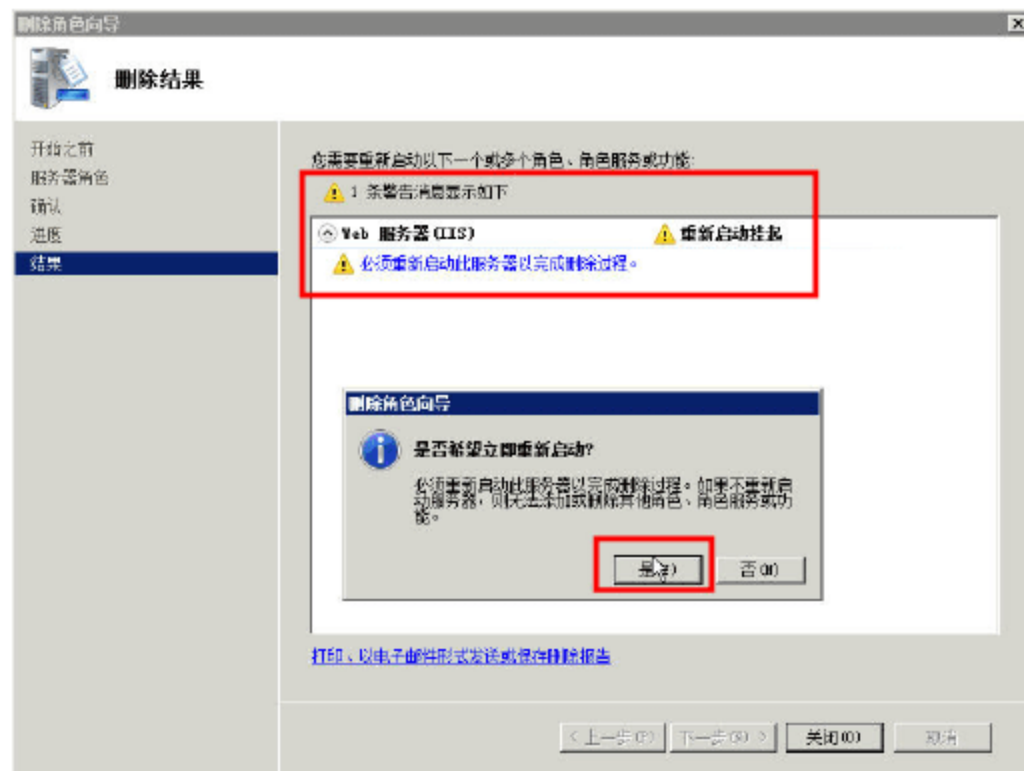 删除角色向导
删除结果
开始之前
服务器角色
确认
进度
结果
您需要重新启动以下一个或多个角色、角色服务或功能:
1 条警告消息显示如下
Web 服务器(IIS)
重新启动挂起
必须重新启动此服务器以完成删除过程。
删除角色向导
是否希望立即重新启动?
必须重新启动此服务器以完成删除过程。如果不重新启
动服务器，则无法添加或删除其他角色、角色服务或功
能。
是(Y)
否(N)
打印、以电子邮件形式发送或保存删除报告
< 上一步(P)
下一步(N) >
关闭(O)
取消